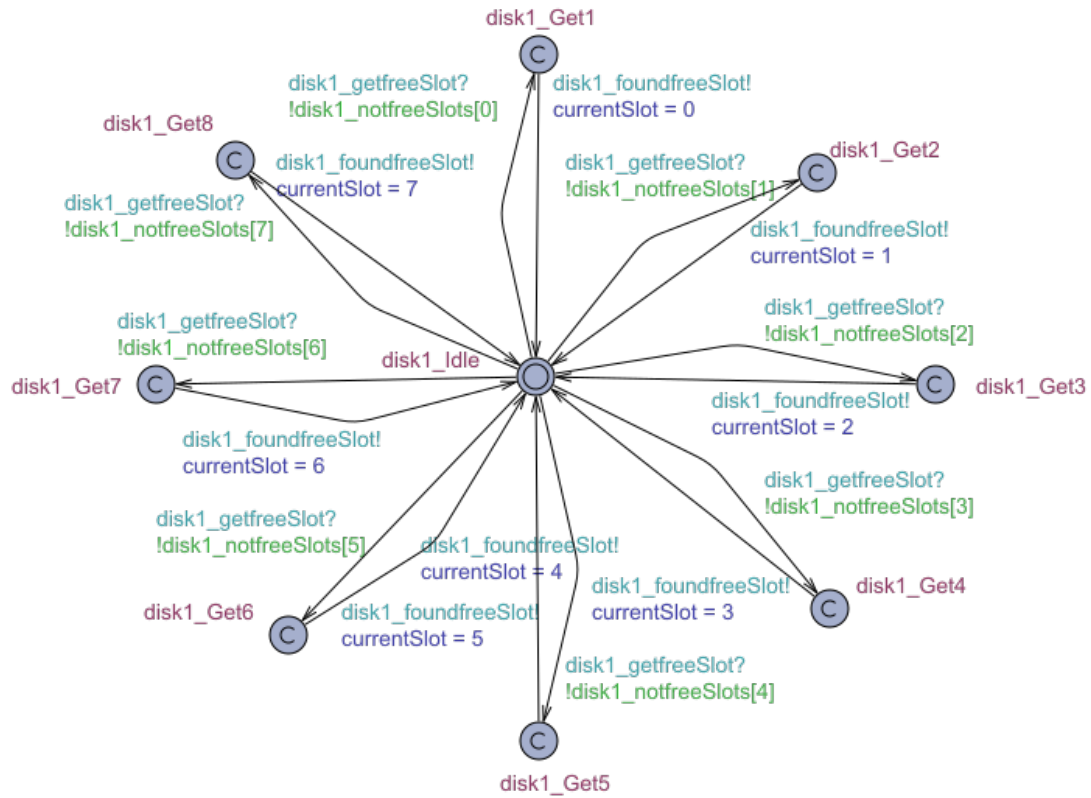 disk1_Get1
C
disk1_getfreeSlot?
!disk1_notfreeSlots[0]
disk1_foundfreeSlot!
currentSlot = 0
disk1_Get8
C
disk1_foundfreeSlot!
currentSlot = 7
disk1_getfreeSlot?
!disk1_notfreeSlots[7]
disk1_getfreeSlot?
!disk1_notfreeSlots[1]
C
disk1_Get2
disk1_foundfreeSlot!
currentSlot = 1
disk1_getfreeSlot?
!disk1_notfreeSlots[6]
disk1_Idle
disk1_getfreeSlot?
!disk1_notfreeSlots[2]
disk1_Get7
C
C
disk1_Get3
disk1_foundfreeSlot!
currentSlot = 6
disk1_foundfreeSlot!
currentSlot = 2
disk1_getfreeSlot?
!disk1_notfreeSlots[3]
disk1_getfreeSlot?
!disk1_notfreeSlots[5]
disk1_foundfreeSlot!
currentSlot = 4
disk1_foundfreeSlot!
currentSlot = 3
C
disk1_Get4
disk1_Get6
C
disk1_foundfreeSlot!
currentSlot = 5
disk1_getfreeSlot?
!disk1_notfreeSlots[4]
C
disk1_Get5